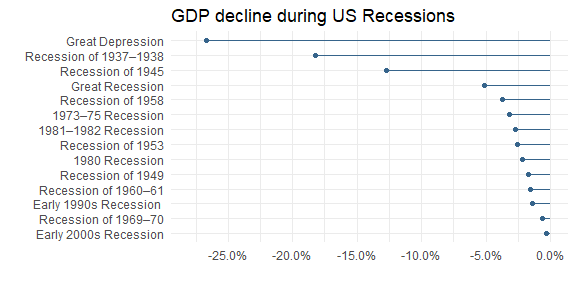 GDP decline during US Recessions
Great Depression
Recession of 1937–1938
Recession of 1945
Great Recession
Recession of 1958
1973–75 Recession
1981–1982 Recession
Recession of 1953
1980 Recession
Recession of 1949
Recession of 1960–61
Early 1990s Recession
Recession of 1969–70
Early 2000s Recession
-25.0% -20.0% -15.0% -10.0% -5.0% 0.0%